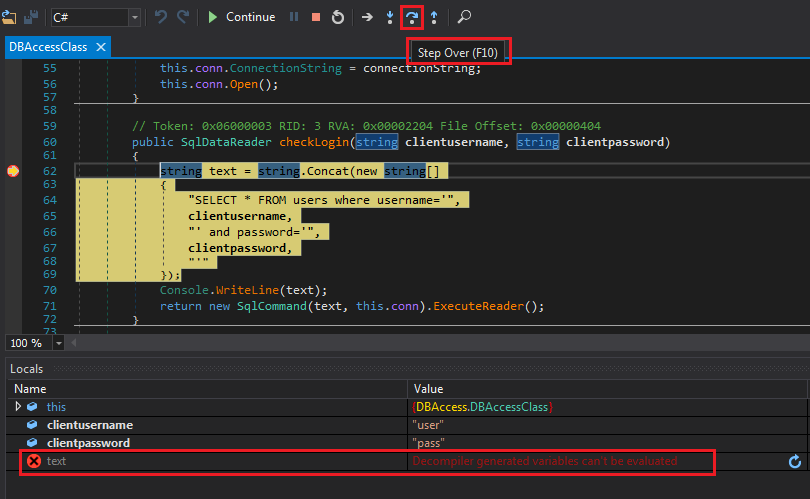 C#
Continue
Step Over (F10)
DBAccessClass
55 this.conn.ConnectionString = connectionString;
56 this.conn.Open();
57 }
58
59 // Token: 0x06000003 RID: 3 RVA: 0x00002204 File Offset: 0x00000404
60 public SqlDataReader checkLogin(string clientusername, string clientpassword)
61 {
62 string text = string.Concat(new string[]
63 {
64 "SELECT * FROM users where username='",
65 clientusername,
66 "' and password='",
67 clientpassword,
68 "'"
69 });
70 Console.WriteLine(text);
71 return new SqlCommand(text, this.conn).ExecuteReader();
72 }
73
100 %
Locals
Name Value
this {DBAccess.DBAccessClass}
clientusername "user"
clientpassword "pass"
text Decompiler generated variables can't be evaluated